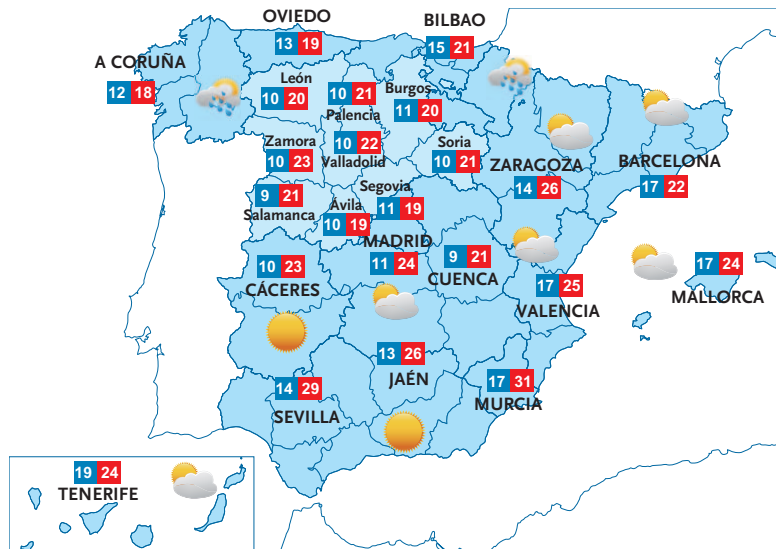 OVIEDO
13 19
BILBAO
15 21
A CORUÑA
12 18
León
10 20
10 21
Palencia
Burgos
11 20
Zamora
10 23
10 22
Valladolid
Soria
10 21
ZARAGOZA
14 26
BARCELONA
17 22
9 21
Salamanca
Ávila
10 19
Segovia
11 19
MADRID
11 24
9 21
CUENCA
10 23
CÁCERES
17 25
VALENCIA
17 24
MALLORCA
13 26
JAÉN
14 29
SEVILLA
17 31
MURCIA
19 24
TENERIFE